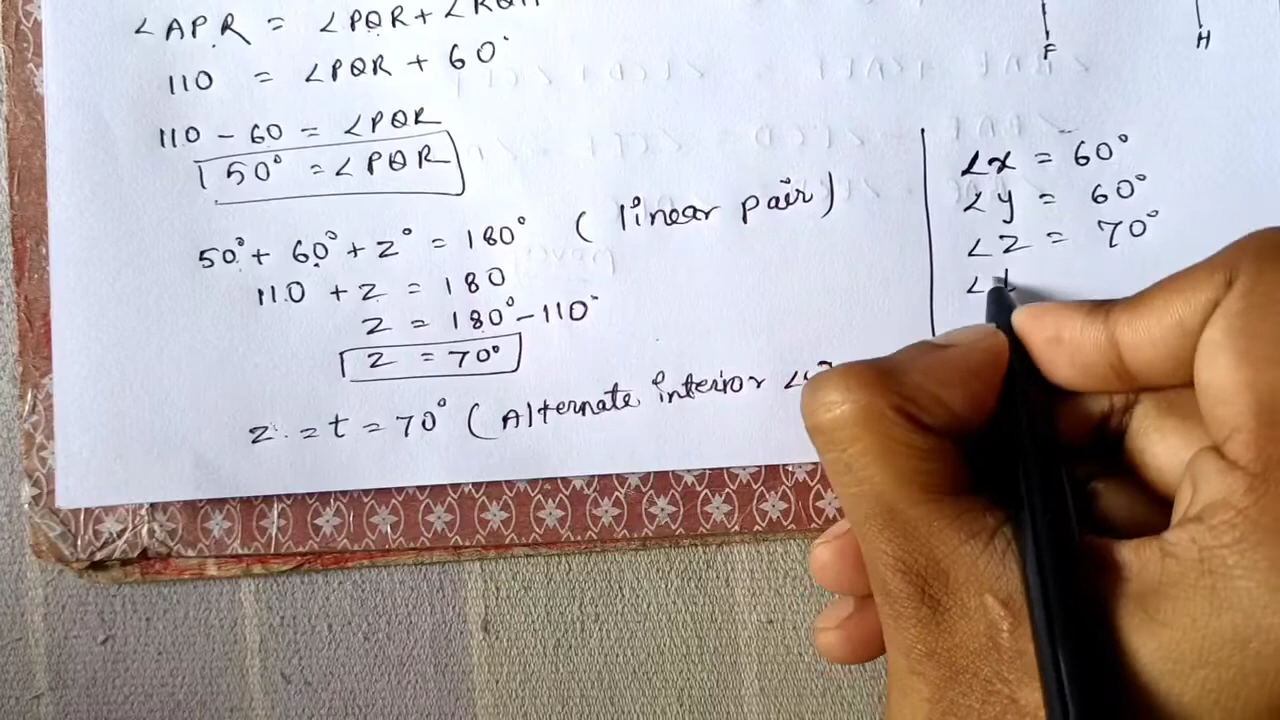 ∠APR = ∠PQR +
110 = ∠PQR + 60°
110 - 60 = ∠PQR
50° = ∠PQR
50° + 60° + z° = 180° ( linear pair )
110 + z = 180
z = 180° - 110°
z = 70°
z = t = 70° ( Alternate interior
F
H
∠x = 60°
∠y = 60°
∠z = 70°
∠t